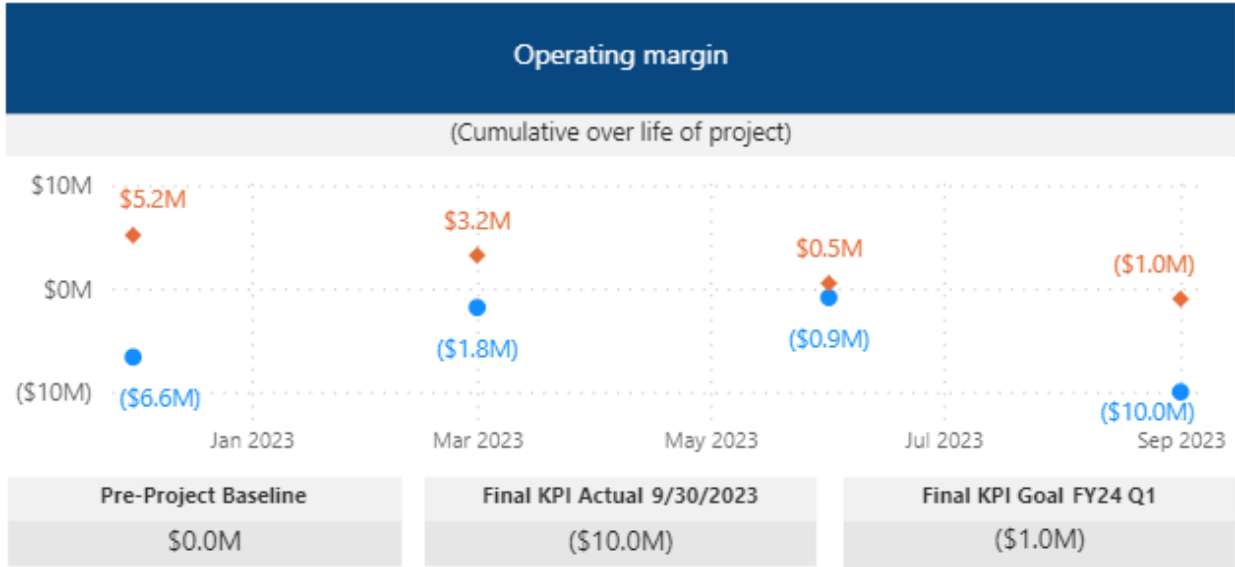 Operating margin
(Cumulative over life of project)
$10M
$5.2M
$3.2M
$0.5M
($1.0M)
$0M
($1.8M)
($0.9M)
($10M)
($6.6M)
($10.0M)
Jan 2023 Mar 2023 May 2023 Jul 2023 Sep 2023
Pre-Project Baseline Final KPI Actual 9/30/2023 Final KPI Goal FY24 Q1
$0.0M ($10.0M) ($1.0M)